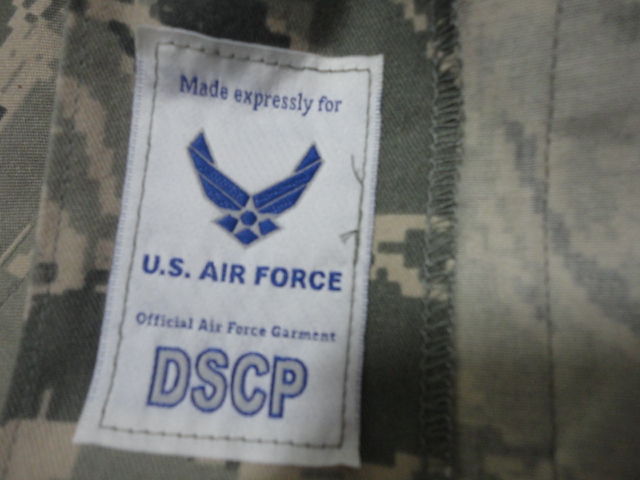 Made expressly for
U.S. AIR FORCE
Official Air Force Garment
DSCP